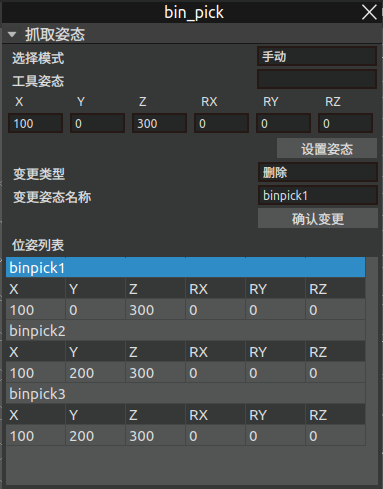 bin_pick
抓取姿态
选择模式 手动
工具姿态
X Y Z RX RY RZ
100 0 300 0 0 0
设置姿态
变更类型 删除
变更姿态名称 binpick1
确认变更
位姿列表
binpick1
X Y Z RX RY RZ
100 0 300 0 0 0
binpick2
X Y Z RX RY RZ
100 200 300 0 0 0
binpick3
X Y Z RX RY RZ
100 200 300 0 0 0